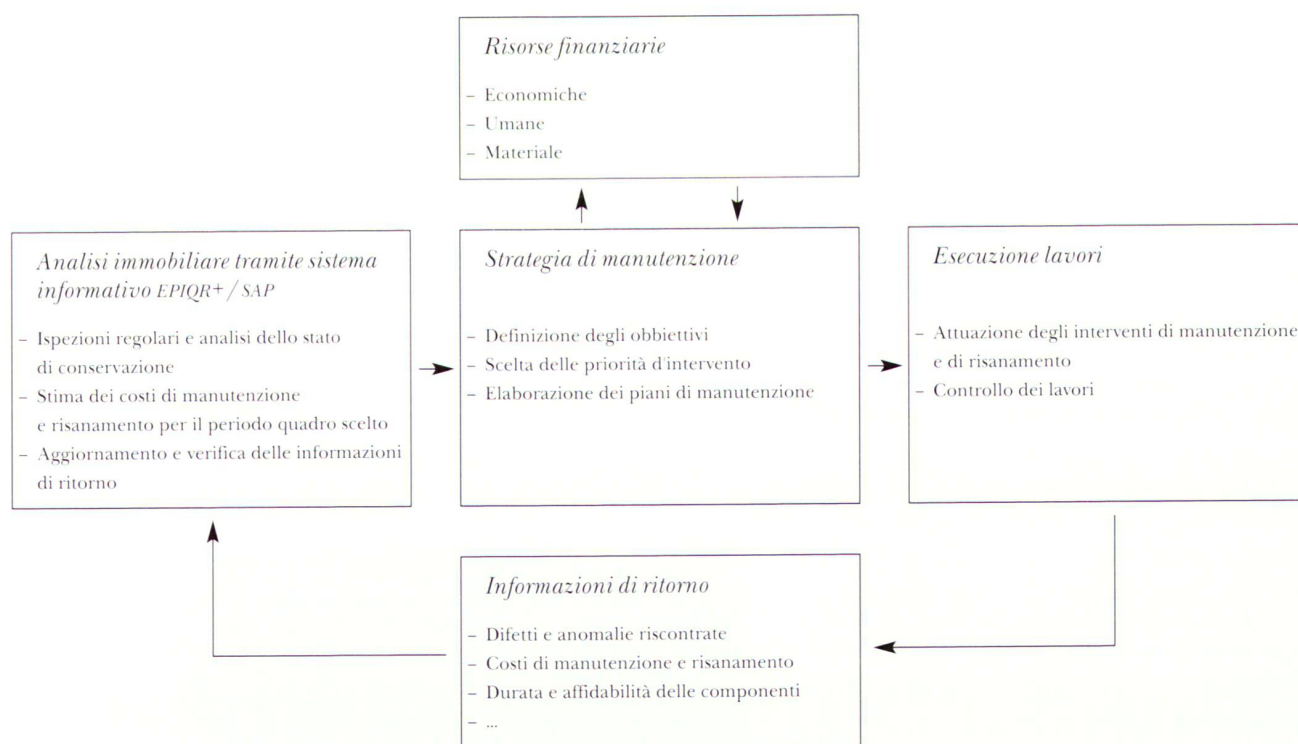 Risorse finanziarie
– Economiche
– Umane
– Materiale
Analisi immobiliare tramite sistema
informativo EPIQR+ / SAP
– Ispezioni regolari e analisi dello stato
di conservazione
– Stima dei costi di manutenzione
e risanamento per il periodo quadro scelto
– Aggiornamento e verifica delle informazioni
di ritorno
Strategia di manutenzione
– Definizione degli obbiettivi
– Scelta delle priorità d'intervento
– Elaborazione dei piani di manutenzione
Esecuzione lavori
– Attuazione degli interventi di manutenzione
e di risanamento
– Controllo dei lavori
Informazioni di ritorno
– Difetti e anomalie riscontrate
– Costi di manutenzione e risanamento
– Durata e affidabilità delle componenti
– ...